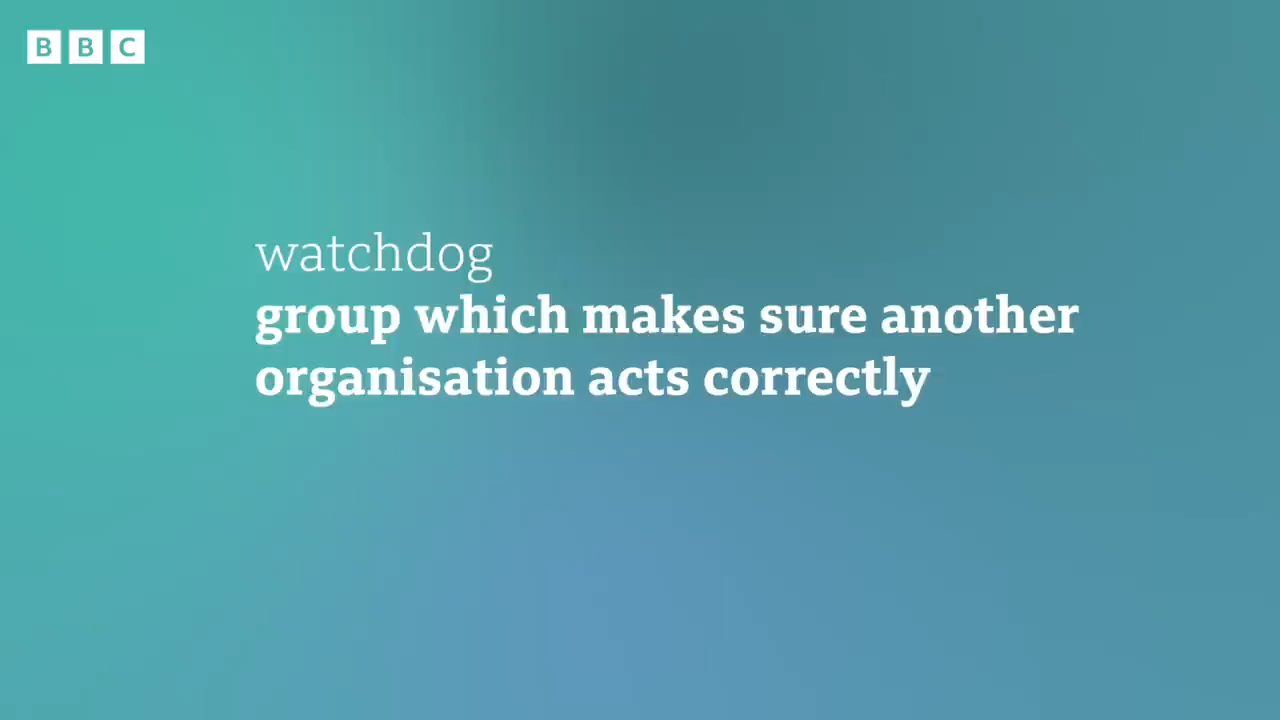 BBC
watchdog
group which makes sure another
organisation acts correctly